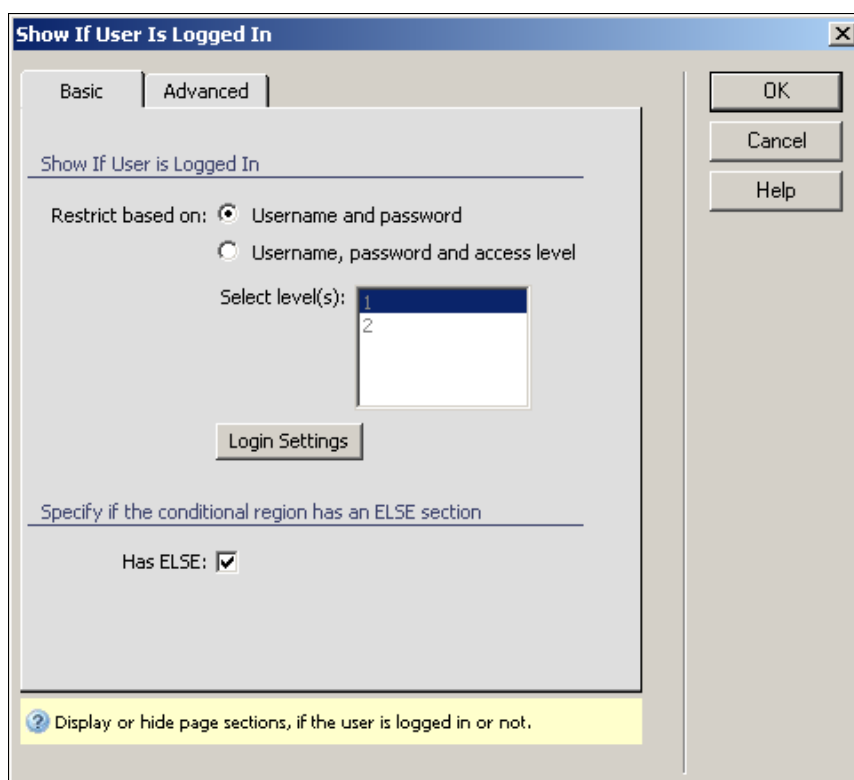 Show If User Is Logged In
Basic
Advanced
OK
Cancel
Help
Show If User is Logged In
Restrict based on:
Username and password
Username, password and access level
Select level(s):
1
2
Login Settings
Specify if the conditional region has an ELSE section
Has ELSE:
Display or hide page sections, if the user is logged in or not.